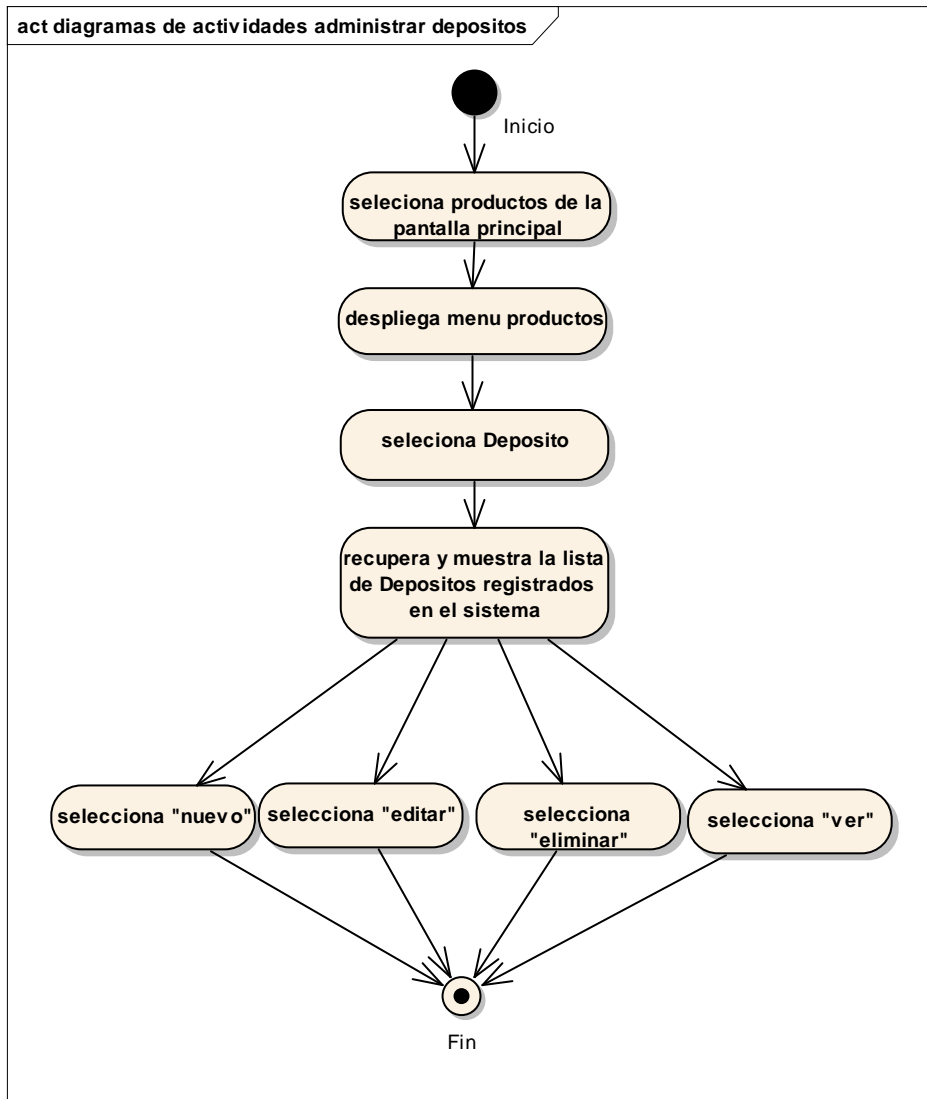 act diagramas de actividades administrar depositos
Inicio
seleciona productos de la
pantalla principal
despliega menu productos
seleciona Deposito
recupera y muestra la lista
de Depositos registrados
en el sistema
selecciona "nuevo"
selecciona "editar"
selecciona
"eliminar"
selecciona "ver"
Fin